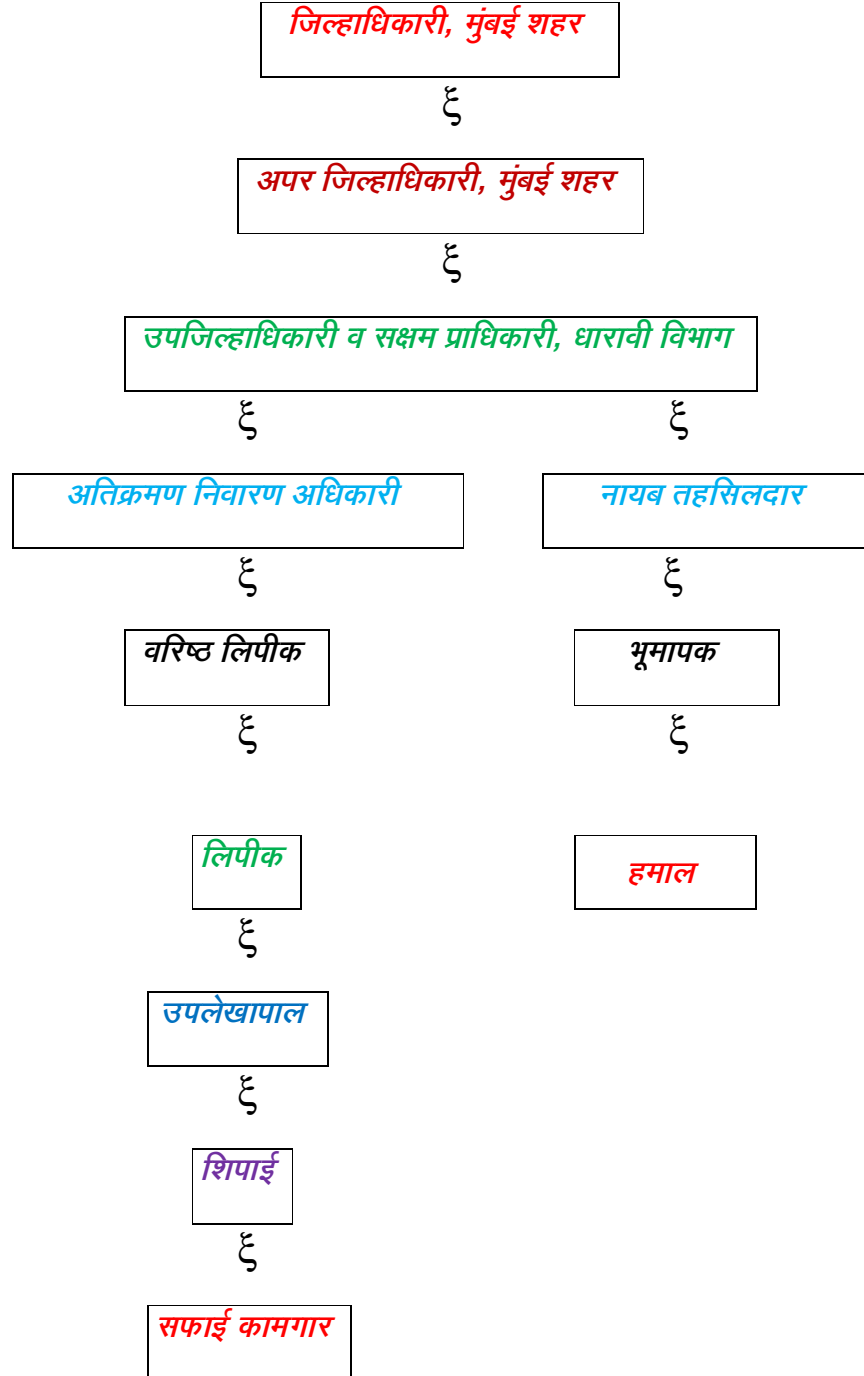 जिल्हाधिकारी, मुंबई शहर
ξ
अपर जिल्हाधिकारी, मुंबई शहर
ξ
उपजिल्हाधिकारी व सक्षम प्राधिकारी, धारावी विभाग
ξ ξ
अतिक्रमण निवारण अधिकारी नायब तहसिलदार
ξ ξ
वरिष्ठ लिपीक भूमापक
ξ ξ
लिपीक हमाल
ξ
उपलेखापाल
ξ
शिपाई
ξ
सफाई कामगार